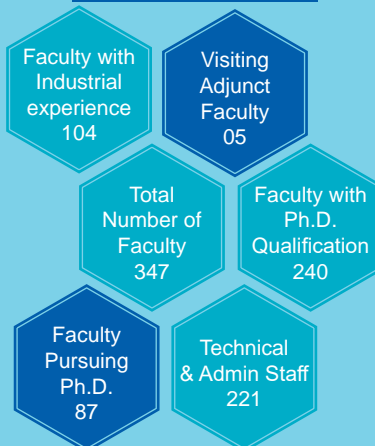 Faculty with
Industrial
experience
104
Visiting
Adjunct
Faculty
05
Total
Number of
Faculty
347
Faculty with
Ph.D.
Qualification
240
Faculty
Pursuing
Ph.D.
87
Technical
& Admin Staff
221